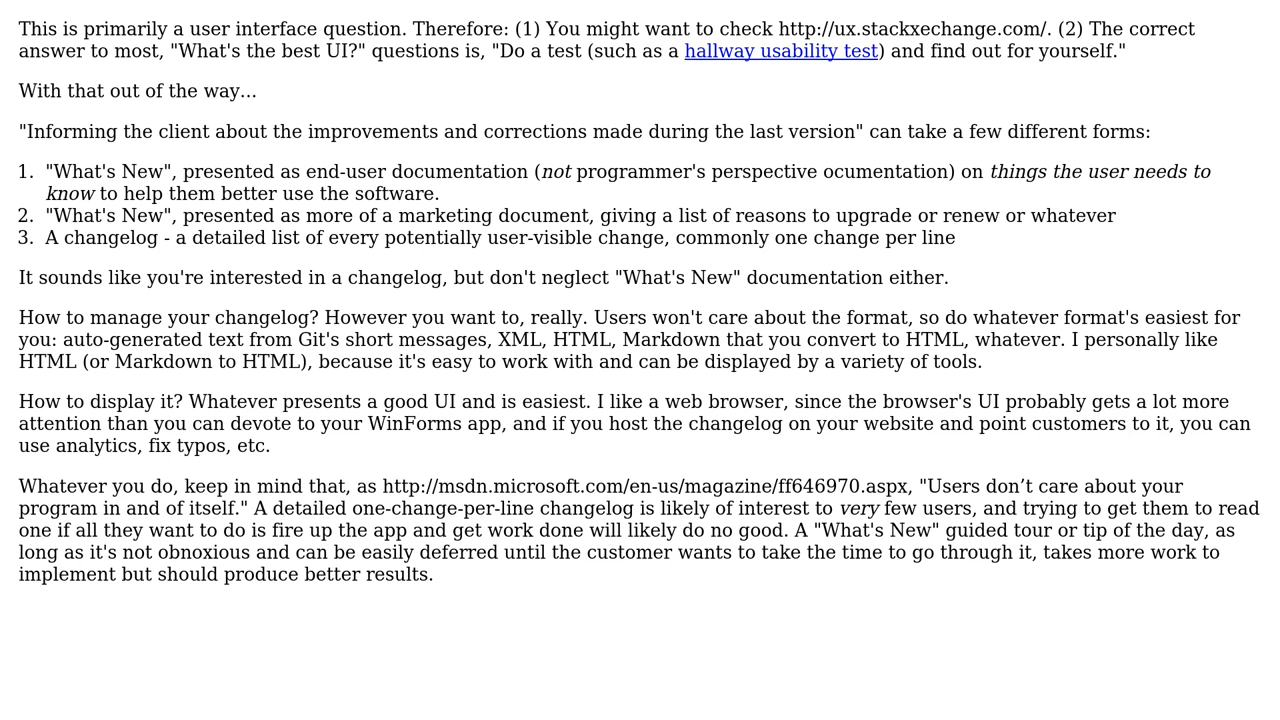 This is primarily a user interface question. Therefore: (1) You might want to check http://ux.stackxechange.com/. (2) The correct
answer to most, "What's the best UI?" questions is, "Do a test (such as a hallway usability test) and find out for yourself."
With that out of the way...
"Informing the client about the improvements and corrections made during the last version" can take a few different forms:
1. "What's New", presented as end-user documentation (not programmer's perspective ocumentation) on things the user needs to
know to help them better use the software.
2. "What's New", presented as more of a marketing document, giving a list of reasons to upgrade or renew or whatever
3. A changelog - a detailed list of every potentially user-visible change, commonly one change per line
It sounds like you're interested in a changelog, but don't neglect "What's New" documentation either.
How to manage your changelog? However you want to, really. Users won't care about the format, so do whatever format's easiest for
you: auto-generated text from Git's short messages, XML, HTML, Markdown that you convert to HTML, whatever. I personally like
HTML (or Markdown to HTML), because it's easy to work with and can be displayed by a variety of tools.
How to display it? Whatever presents a good UI and is easiest. I like a web browser, since the browser's UI probably gets a lot more
attention than you can devote to your WinForms app, and if you host the changelog on your website and point customers to it, you can
use analytics, fix typos, etc.
Whatever you do, keep in mind that, as http://msdn.microsoft.com/en-us/magazine/ff646970.aspx, "Users don’t care about your
program in and of itself." A detailed one-change-per-line changelog is likely of interest to very few users, and trying to get them to read
one if all they want to do is fire up the app and get work done will likely do no good. A "What's New" guided tour or tip of the day, as
long as it's not obnoxious and can be easily deferred until the customer wants to take the time to go through it, takes more work to
implement but should produce better results.